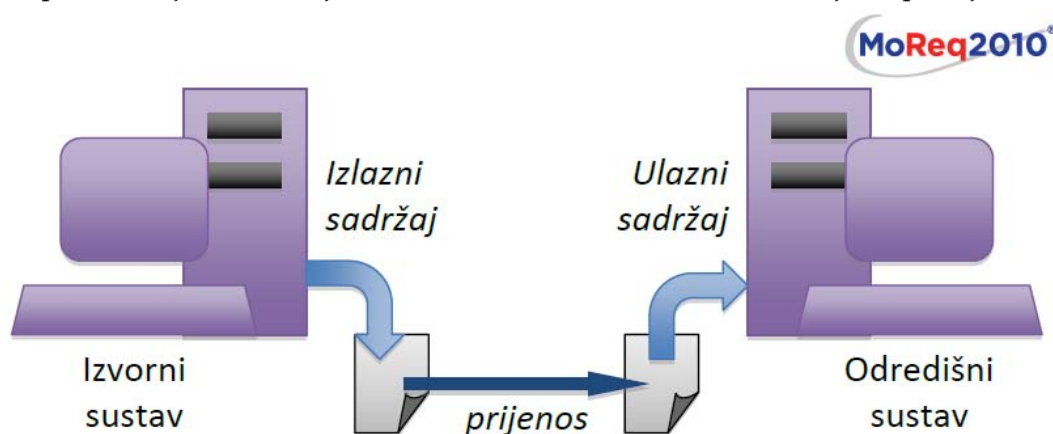 MoReq2010®
Izlazni
sadržaj
Ulazni
sadržaj
Izvorni
sustav
prijenos
Odredišni
sustav